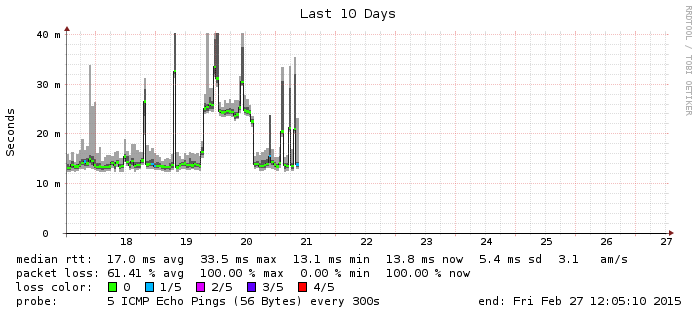 Last 10 Days
RRDTOOL / TOBI OETIKER
Seconds
40 m
30 m
20 m
10 m
0
18 19 20 21 22 23 24 25 26 27
median rtt: 17.0 ms avg 33.5 ms max 13.1 ms min 13.8 ms now 5.4 ms sd 3.1 am/s
packet loss: 61.41 % avg 100.00 % max 0.00 % min 100.00 % now
loss color: 0 1/5 2/5 3/5 4/5
probe: 5 ICMP Echo Pings (56 Bytes) every 300s end: Fri Feb 27 12:05:10 2015